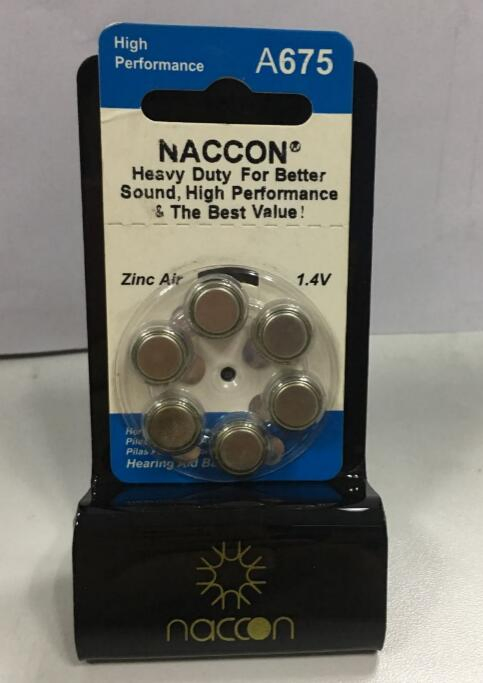 High
Performance
A675
NACCON®
Heavy Duty For Better
Sound, High Performance
& The Best Value!
Zinc Air
1.4V
Hearing Aid
naccon